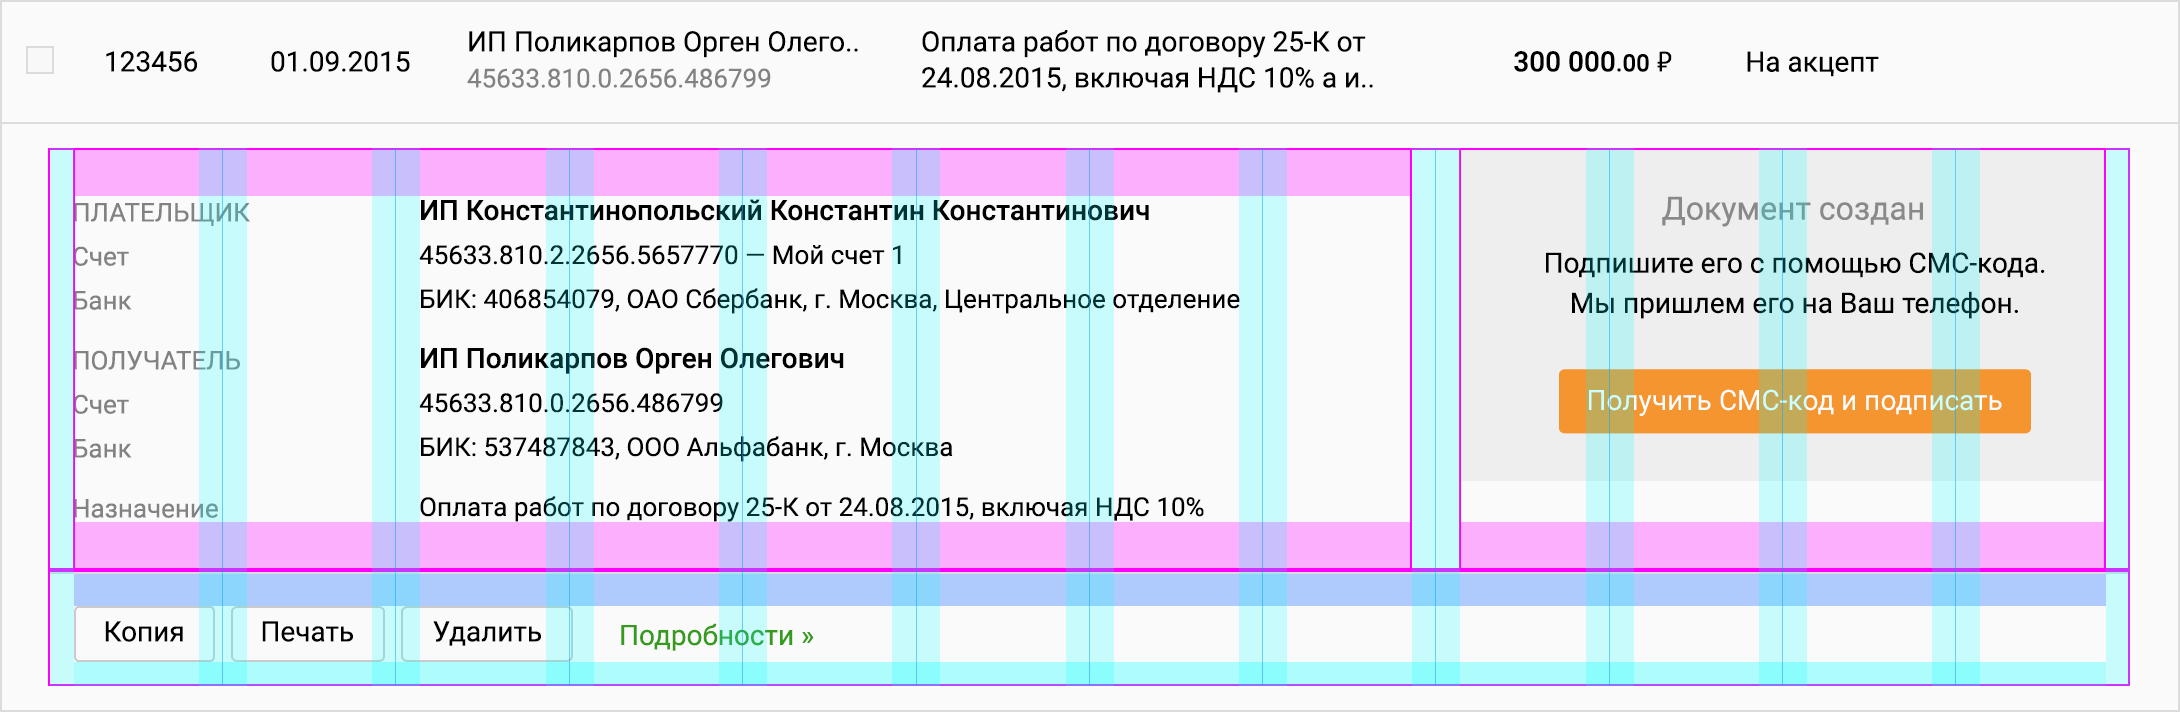 123456 01.09.2015 ИП Поликарпов Орген Олего.. Оплата работ по договору 25-К от 300 000.00 ₽ На акцепт
45633.810.0.2656.486799 24.08.2015, включая НДС 10% а и..
ПЛАТЕЛЬЩИК ИП Константинопольский Константин Константинович
Счет 45633.810.2.2656.5657770 — Мой счет 1
Банк БИК: 406854079, ОАО Сбербанк, г. Москва, Центральное отделение
ПОЛУЧАТЕЛЬ ИП Поликарпов Орген Олегович
Счет 45633.810.0.2656.486799
Банк БИК: 537487843, ООО Альфабанк, г. Москва
Назначение Оплата работ по договору 25-К от 24.08.2015, включая НДС 10%
Документ создан
Подпишите его с помощью СМС-кода.
Мы пришлем его на Ваш телефон.
Получить СМС-код и подписать
Копия Печать Удалить Подробности »